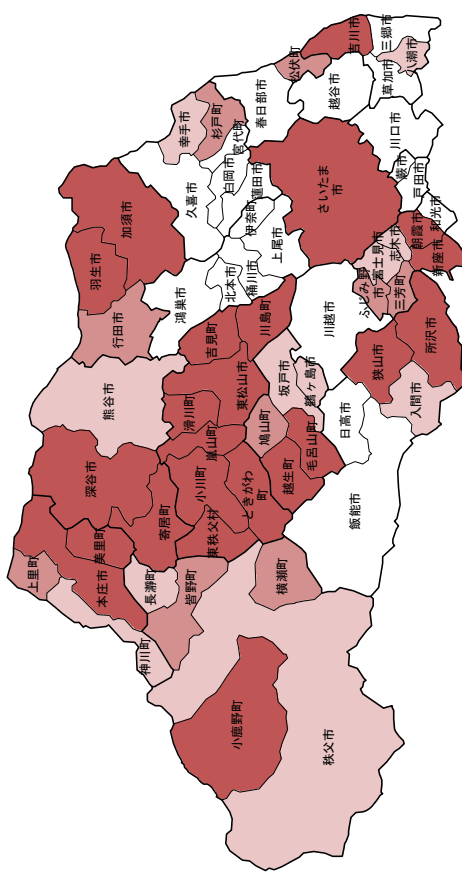 吉川市
三郷市
八潮市
松伏町
草加市
越谷市
春日部市
川口市
幸手市
杉戸町
宮代町
蕨市
戸田市
白岡市
蓮田市
さいたま
市
久喜市
伊奈町
和光市
加須市
上尾市
朝霞市
志木市
新座市
富士見市
桶川市
北本市
羽生市
ふじみ野
市
三芳町
鴻巣市
川島町
川越市
行田市
吉見町
所沢市
狭山市
坂戸市
鶴ヶ島市
東松山市
入間市
熊谷市
滑川町
鳩山町
日高市
嵐山町
毛呂山町
深谷市
小川町
ときがわ
町
越生町
飯能市
寄居町
東秩父村
美里町
上里町
本庄市
長瀞町
皆野町
横瀬町
神川町
小鹿野町
秩父市